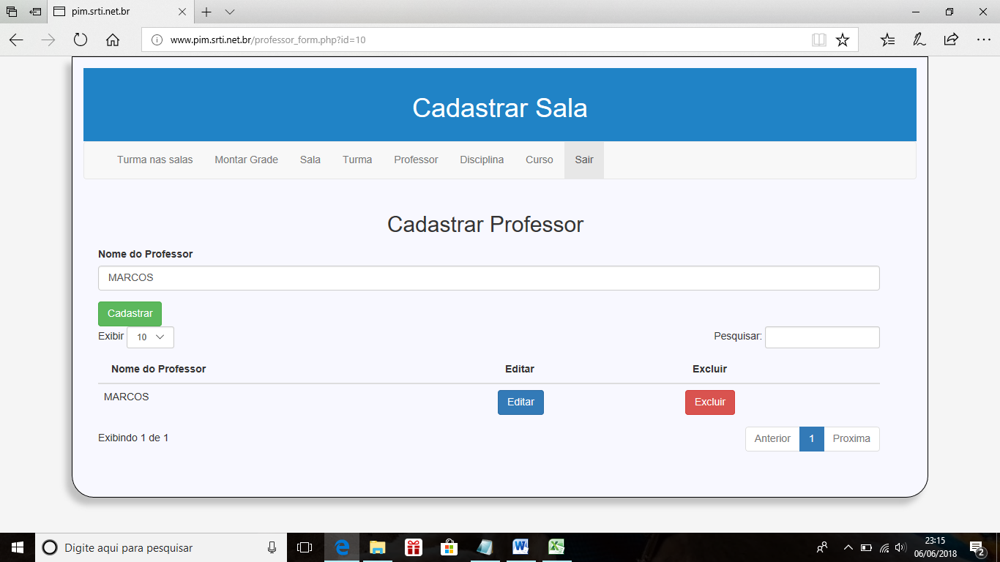 pim.srti.net.br
www.pim.srti.net.br/professor_form.php?id=10
Cadastrar Sala
Turma nas salas Montar Grade Sala Turma Professor Disciplina Curso Sair
Cadastrar Professor
Nome do Professor
MARCOS
Cadastrar
Exibir 10 Pesquisar:
Nome do Professor Editar Excluir
MARCOS Editar Excluir
Exibindo 1 de 1 Anterior 1 Proxima
Digite aqui para pesquisar
23:15
06/06/2018
2